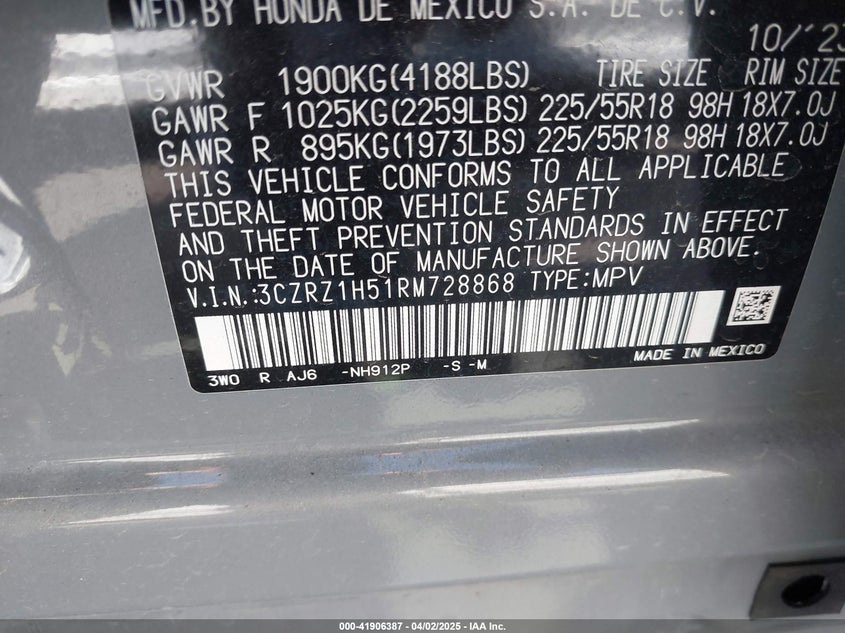 MFD.BY HONDA DE MEXICO S.A. DE C.V.
10/'23
GVWR 1900KG(4188LBS) TIRE SIZE RIM SIZE
GAWR F 1025KG(2259LBS) 225/55R18 98H 18X7.0J
GAWR R 895KG(1973LBS) 225/55R18 98H 18X7.0J
THIS VEHICLE CONFORMS TO ALL APPLICABLE
FEDERAL MOTOR VEHICLE SAFETY
AND THEFT PREVENTION STANDARDS IN EFFECT
ON THE DATE OF MANUFACTURE SHOWN ABOVE.
V.I.N.:3CZRZ1H51RM728868 TYPE:MPV
MADE IN MEXICO
3W0 R AJ6 -NH912P -S -M
000-41906387 - 04/02/2025 - IAA Inc.